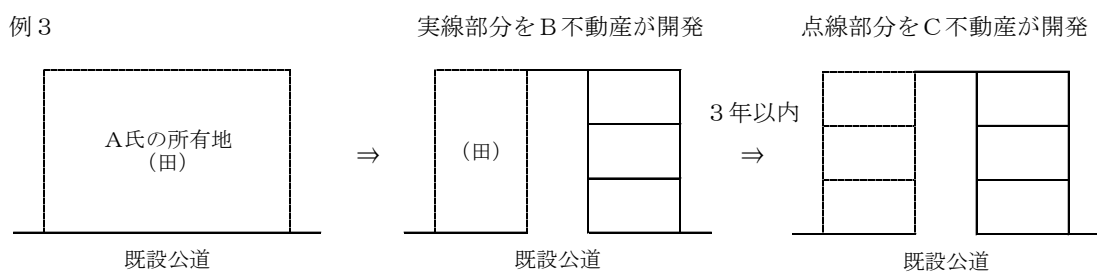 例3
実線部分をB不動産が開発
点線部分をC不動産が開発
A氏の所有地
(田)
⇒
(田)
3年以内
⇒
既設公道
既設公道
既設公道